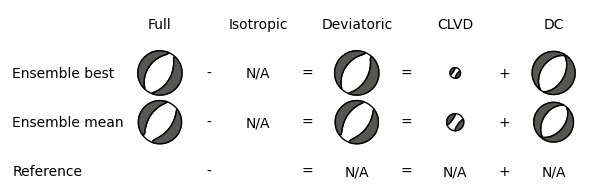 Full Isotropic Deviatoric CLVD DC
Ensemble best - N/A = = +
Ensemble mean - N/A = = +
Reference - = N/A = N/A + N/A